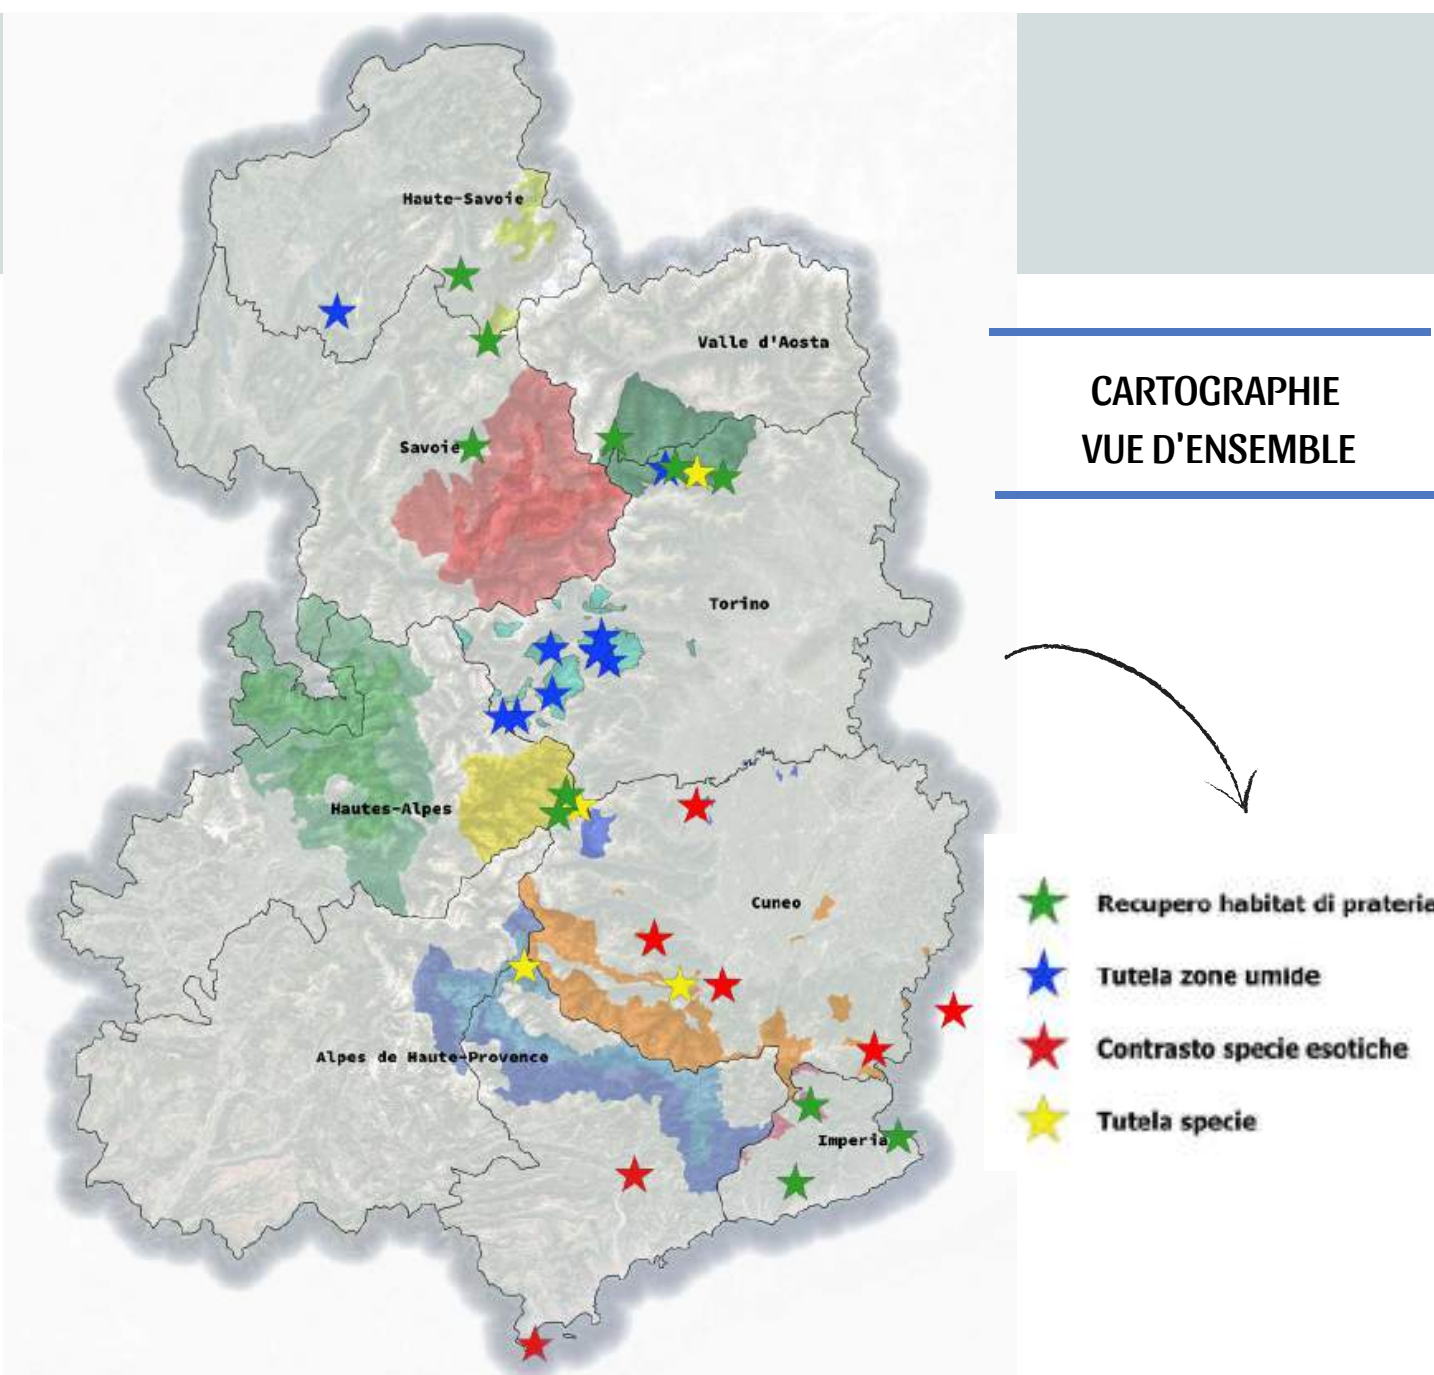 Haute-Savoie
Valle d'Aosta
CARTOGRAPHIE
VUE D'ENSEMBLE
Savoie
Torino
Hautes-Alpes
Cuneo
Recupero habitat di prateria
Tutela zone umide
Contrasto specie esotiche
Alpes de Haute-Provence
Tutela specie
Imperia